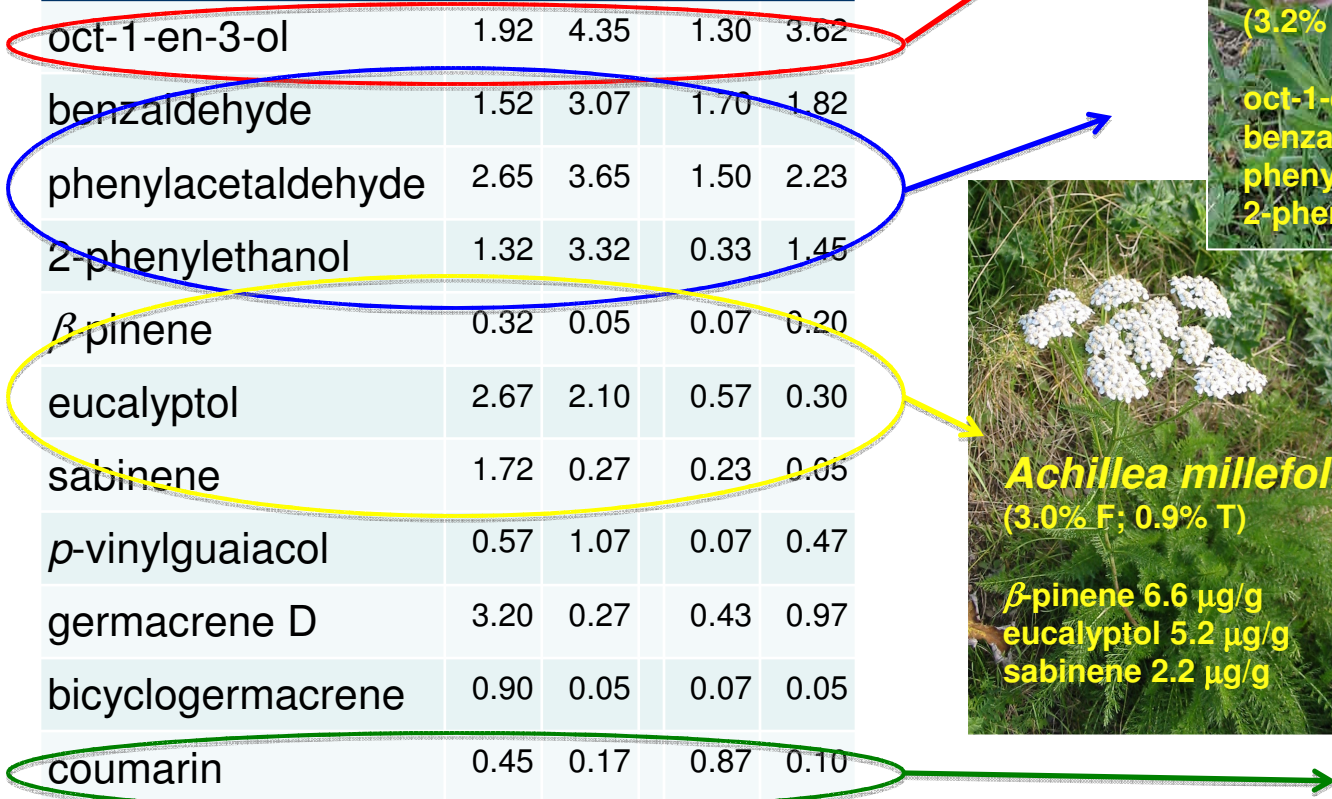 oct-1-en-3-ol 1.92 4.35 1.30 3.62
benzaldehyde 1.52 3.07 1.70 1.82
phenylacetaldehyde 2.65 3.65 1.50 2.23
2-phenylethanol 1.32 3.32 0.33 1.45
β-pinene 0.32 0.05 0.07 0.20
eucalyptol 2.67 2.10 0.57 0.30
sabinene 1.72 0.27 0.23 0.05
p-vinylguaiacol 0.57 1.07 0.07 0.47
germacrene D 3.20 0.27 0.43 0.97
bicyclogermacrene 0.90 0.05 0.07 0.05
coumarin 0.45 0.17 0.87 0.10
(3.2%
oct-1-
benza
pheny
2-phe
Achillea millefol
(3.0% F; 0.9% T)
β-pinene 6.6 μg/g
eucalyptol 5.2 μg/g
sabinene 2.2 μg/g